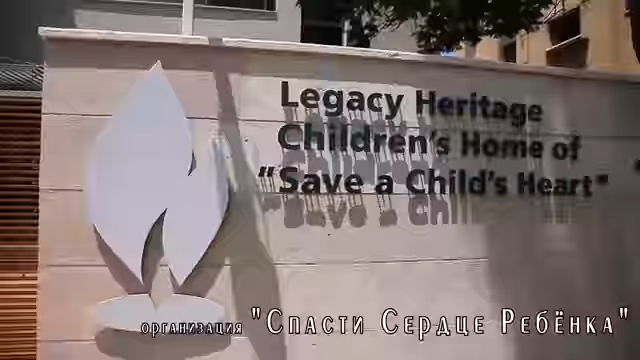 Legacy Heritage
Children's Home of
"Save a Child's Heart"
организация "Спасти Сердце Ребёнка"